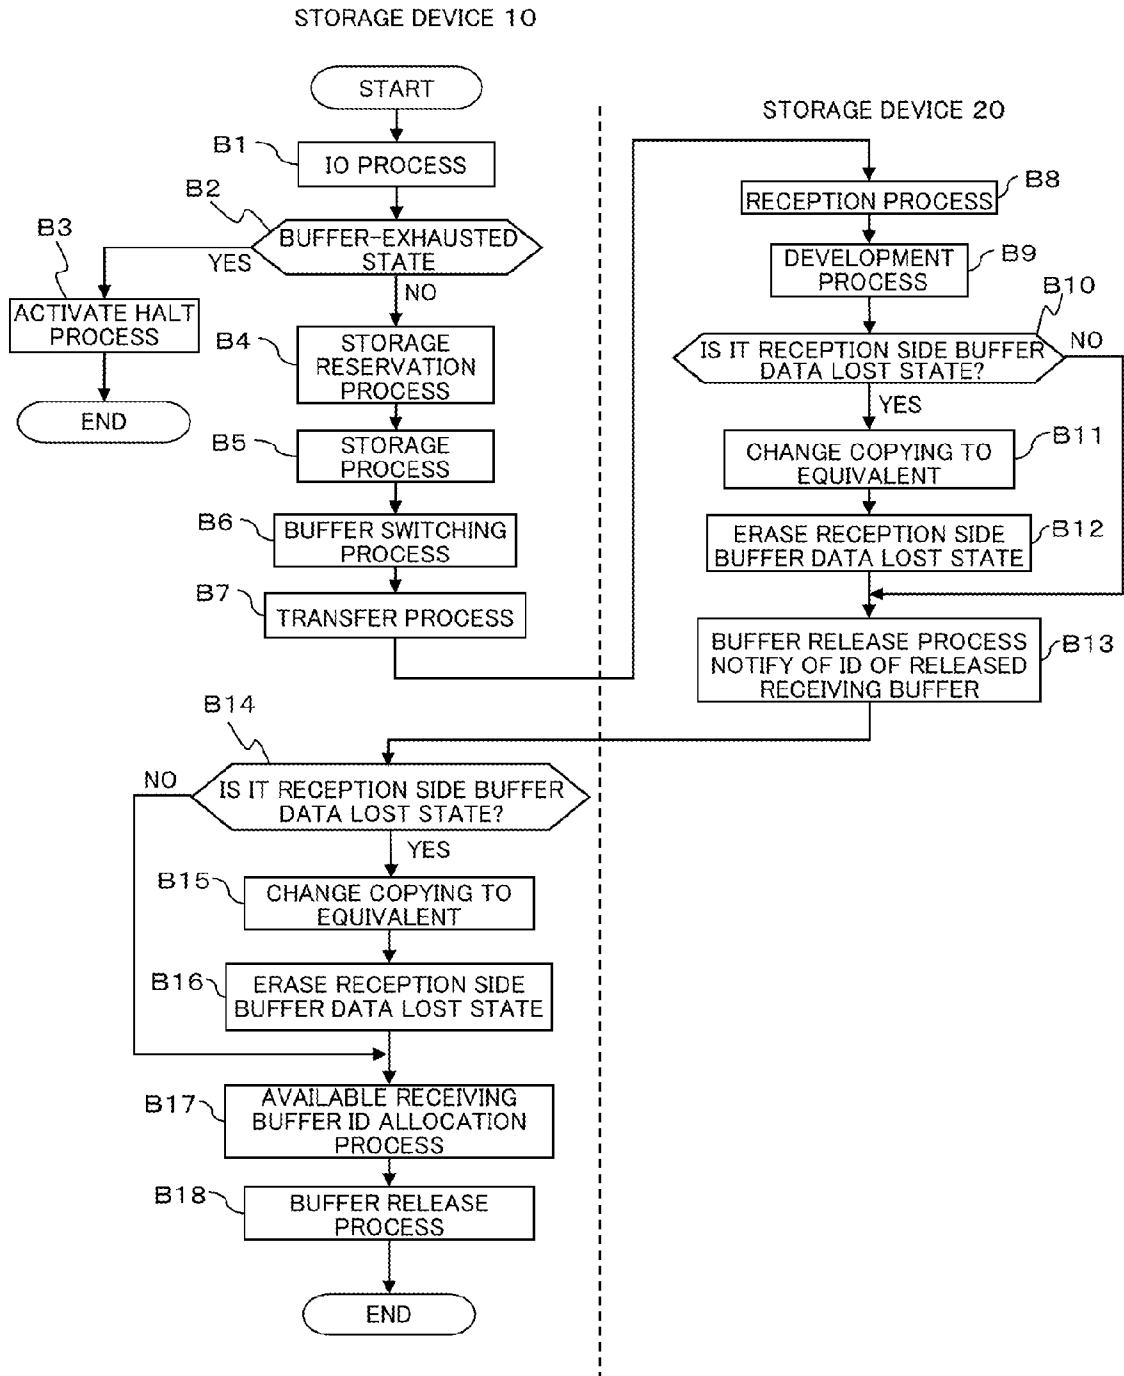 STORAGE DEVICE 10
START
B1
IO PROCESS
B2
BUFFER-EXHAUSTED
STATE
YES
NO
B3
ACTIVATE HALT
PROCESS
END
B4
STORAGE
RESERVATION
PROCESS
B5
STORAGE
PROCESS
B6
BUFFER SWITCHING
PROCESS
B7
TRANSFER PROCESS
STORAGE DEVICE 20
B8
RECEPTION PROCESS
B9
DEVELOPMENT
PROCESS
B10
IS IT RECEPTION SIDE BUFFER
DATA LOST STATE?
NO
YES
B11
CHANGE COPYING TO
EQUIVALENT
B12
ERASE RECEPTION SIDE
BUFFER DATA LOST STATE
B13
BUFFER RELEASE PROCESS
NOTIFY OF ID OF RELEASED
RECEIVING BUFFER
B14
IS IT RECEPTION SIDE BUFFER
DATA LOST STATE?
NO
YES
B15
CHANGE COPYING TO
EQUIVALENT
B16
ERASE RECEPTION SIDE
BUFFER DATA LOST STATE
B17
AVAILABLE RECEIVING
BUFFER ID ALLOCATION
PROCESS
B18
BUFFER RELEASE
PROCESS
END